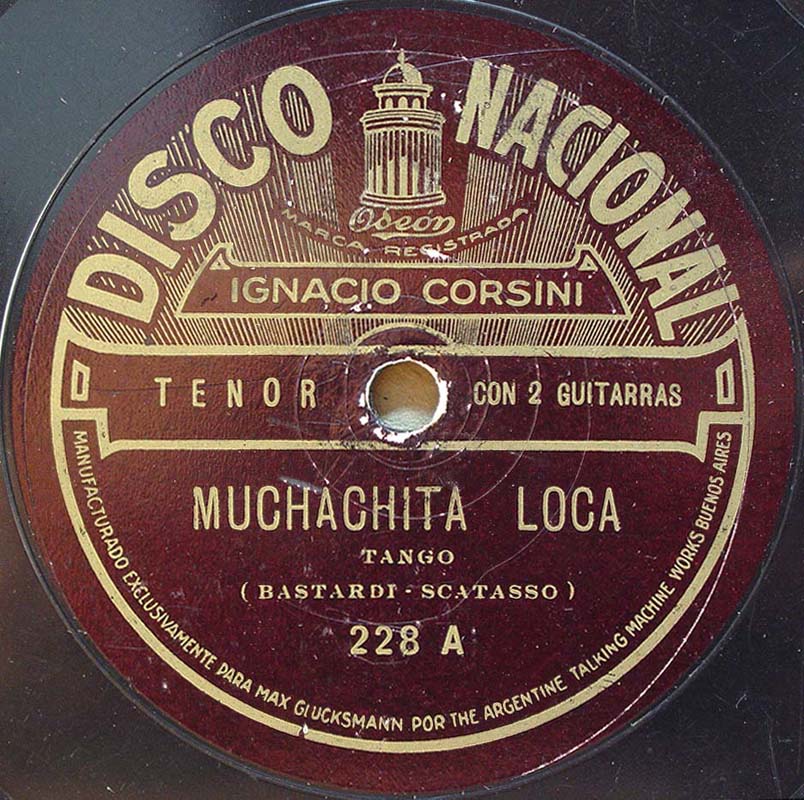 DISCO NACIONAL
Odeón
MARCA REGISTRADA
IGNACIO CORSINI
TENOR CON 2 GUITARRAS
MUCHACHITA LOCA
TANGO
(BASTARDI - SCATASSO)
228 A
MANUFACTURADO EXCLUSIVAMENTE PARA MAX GLUCKSMANN POR THE ARGENTINE TALKING MACHINE WORKS BUENOS AIRES